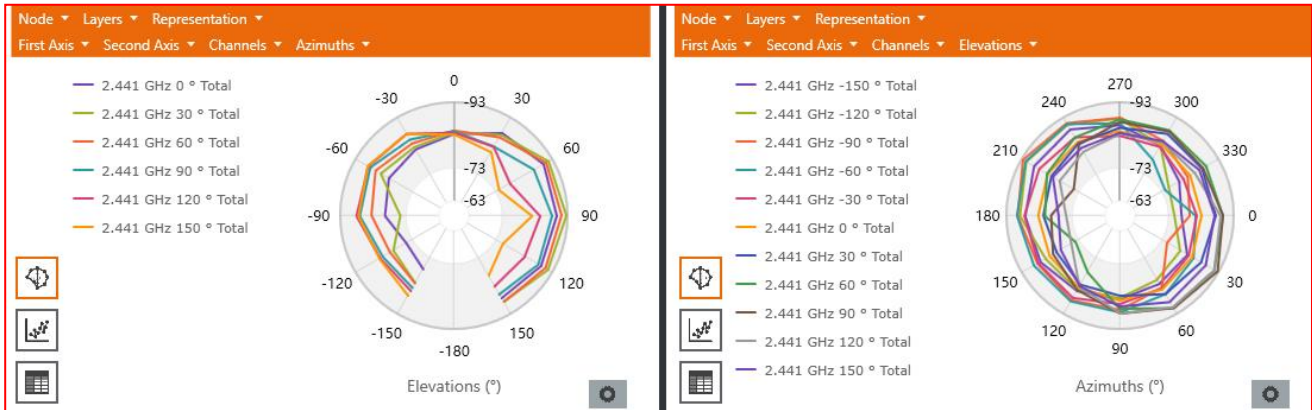 Node Layers Representation
First Axis Second Axis Channels Azimuths
2.441 GHz 0 ° Total
2.441 GHz 30 ° Total
2.441 GHz 60 ° Total
2.441 GHz 90 ° Total
2.441 GHz 120 ° Total
2.441 GHz 150 ° Total
0
-30
-93
30
-60
60
-73
-63
-90
90
-120
120
-150
150
-180
Elevations (°)
Node Layers Representation
First Axis Second Axis Channels Elevations
2.441 GHz -150 ° Total
2.441 GHz -120 ° Total
2.441 GHz -90 ° Total
2.441 GHz -60 ° Total
2.441 GHz -30 ° Total
2.441 GHz 0 ° Total
2.441 GHz 30 ° Total
2.441 GHz 60 ° Total
2.441 GHz 90 ° Total
2.441 GHz 120 ° Total
2.441 GHz 150 ° Total
270
240
-93
300
210
330
-73
-63
180
0
150
30
120
60
90
Azimuths (°)